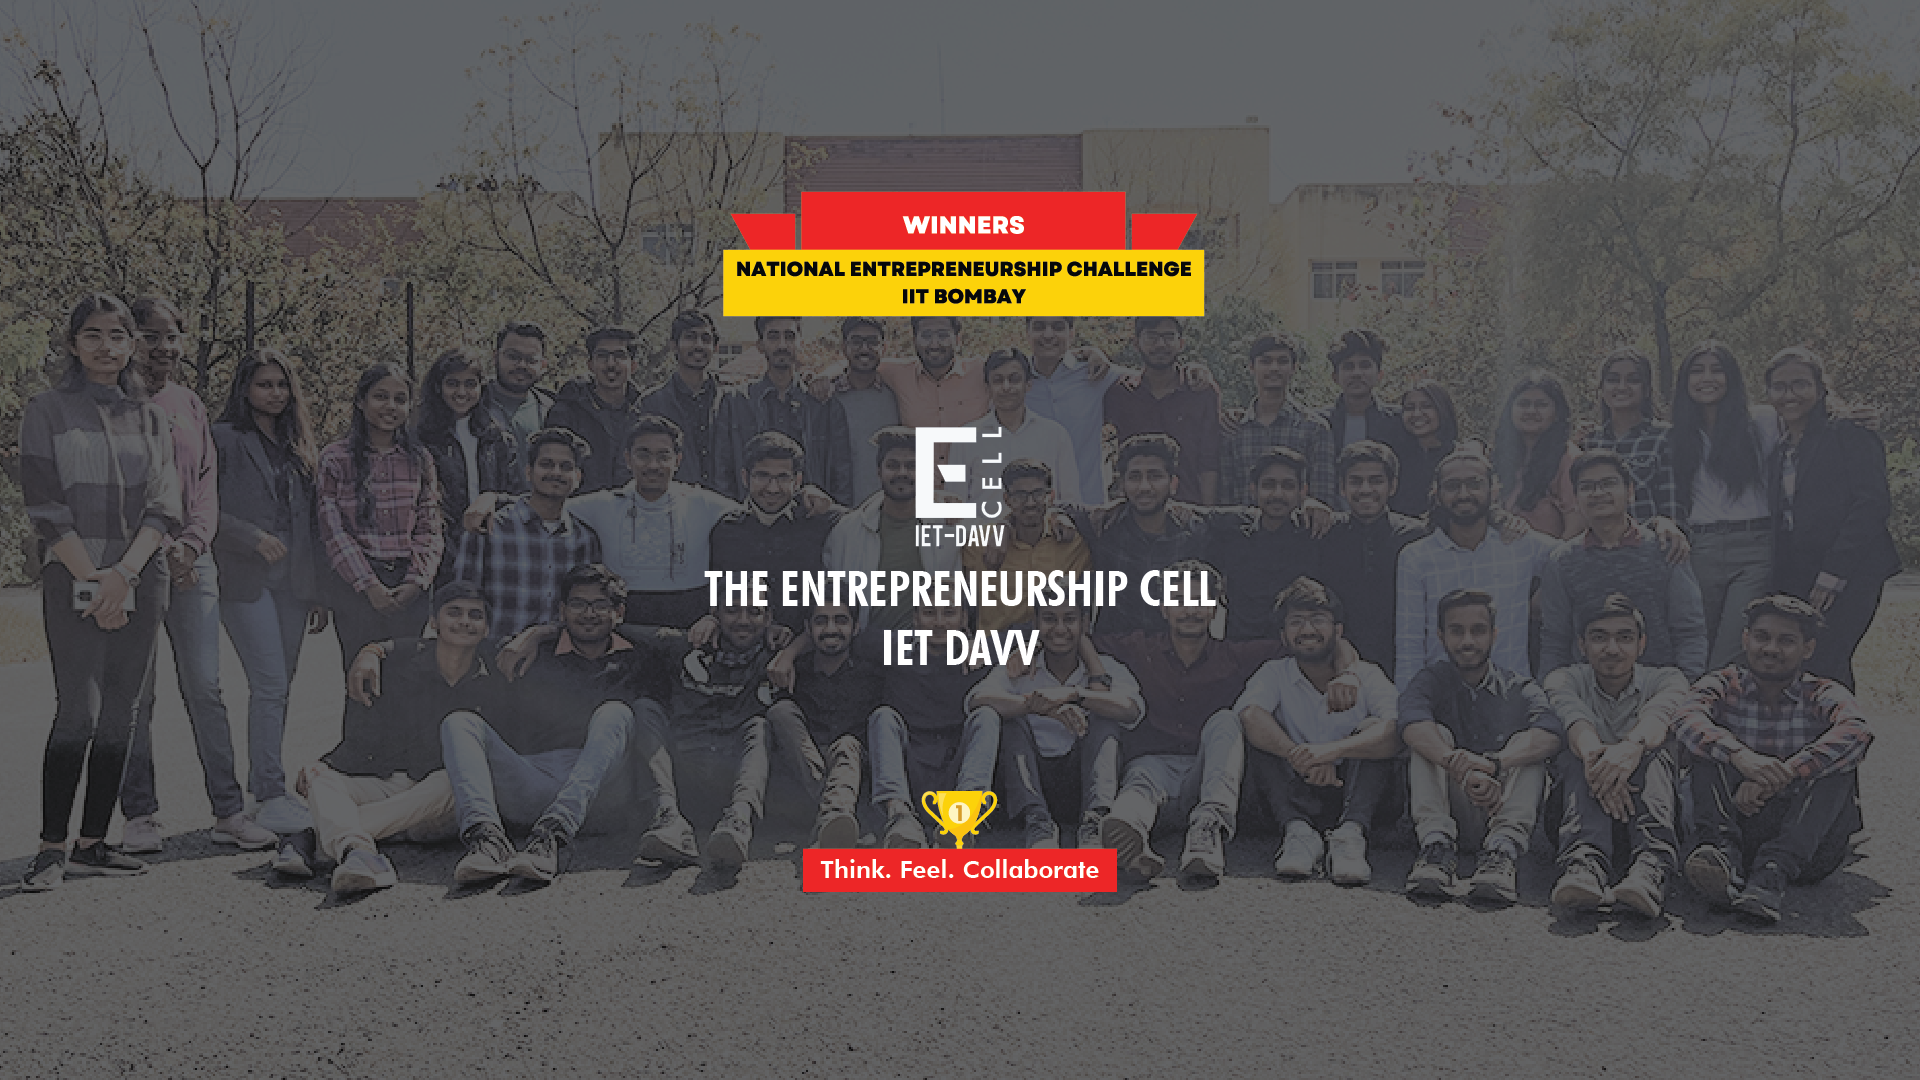 WINNERS
NATIONAL ENTREPRENEURSHIP CHALLENGE
IIT BOMBAY
E CELL
IET-DAVV
THE ENTREPRENEURSHIP CELL
IET DAVV
1
Think. Feel. Collaborate